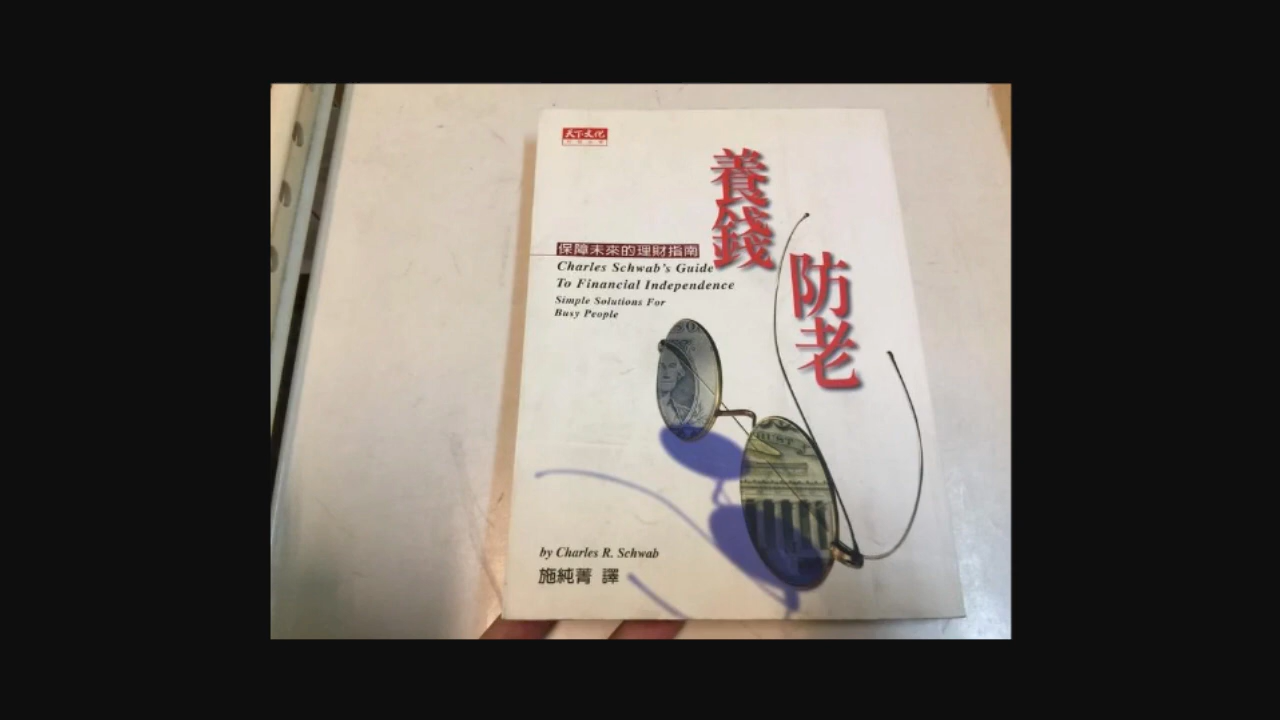 天下文化
養錢
防老
保障未來的理財指南
Charles Schwab's Guide
To Financial Independence
Simple Solutions For
Busy People
by Charles R. Schwab
施純菁 譯